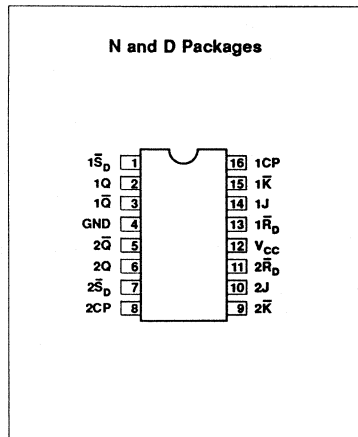 N and D Packages
1S̅D 1 16 1CP
1Q 2 15 1K̅
1Q̅ 3 14 1J
GND 4 13 1R̅D
2Q̅ 5 12 VCC
2Q 6 11 2R̅D
2S̅D 7 10 2J
2CP 8 9 2K̅